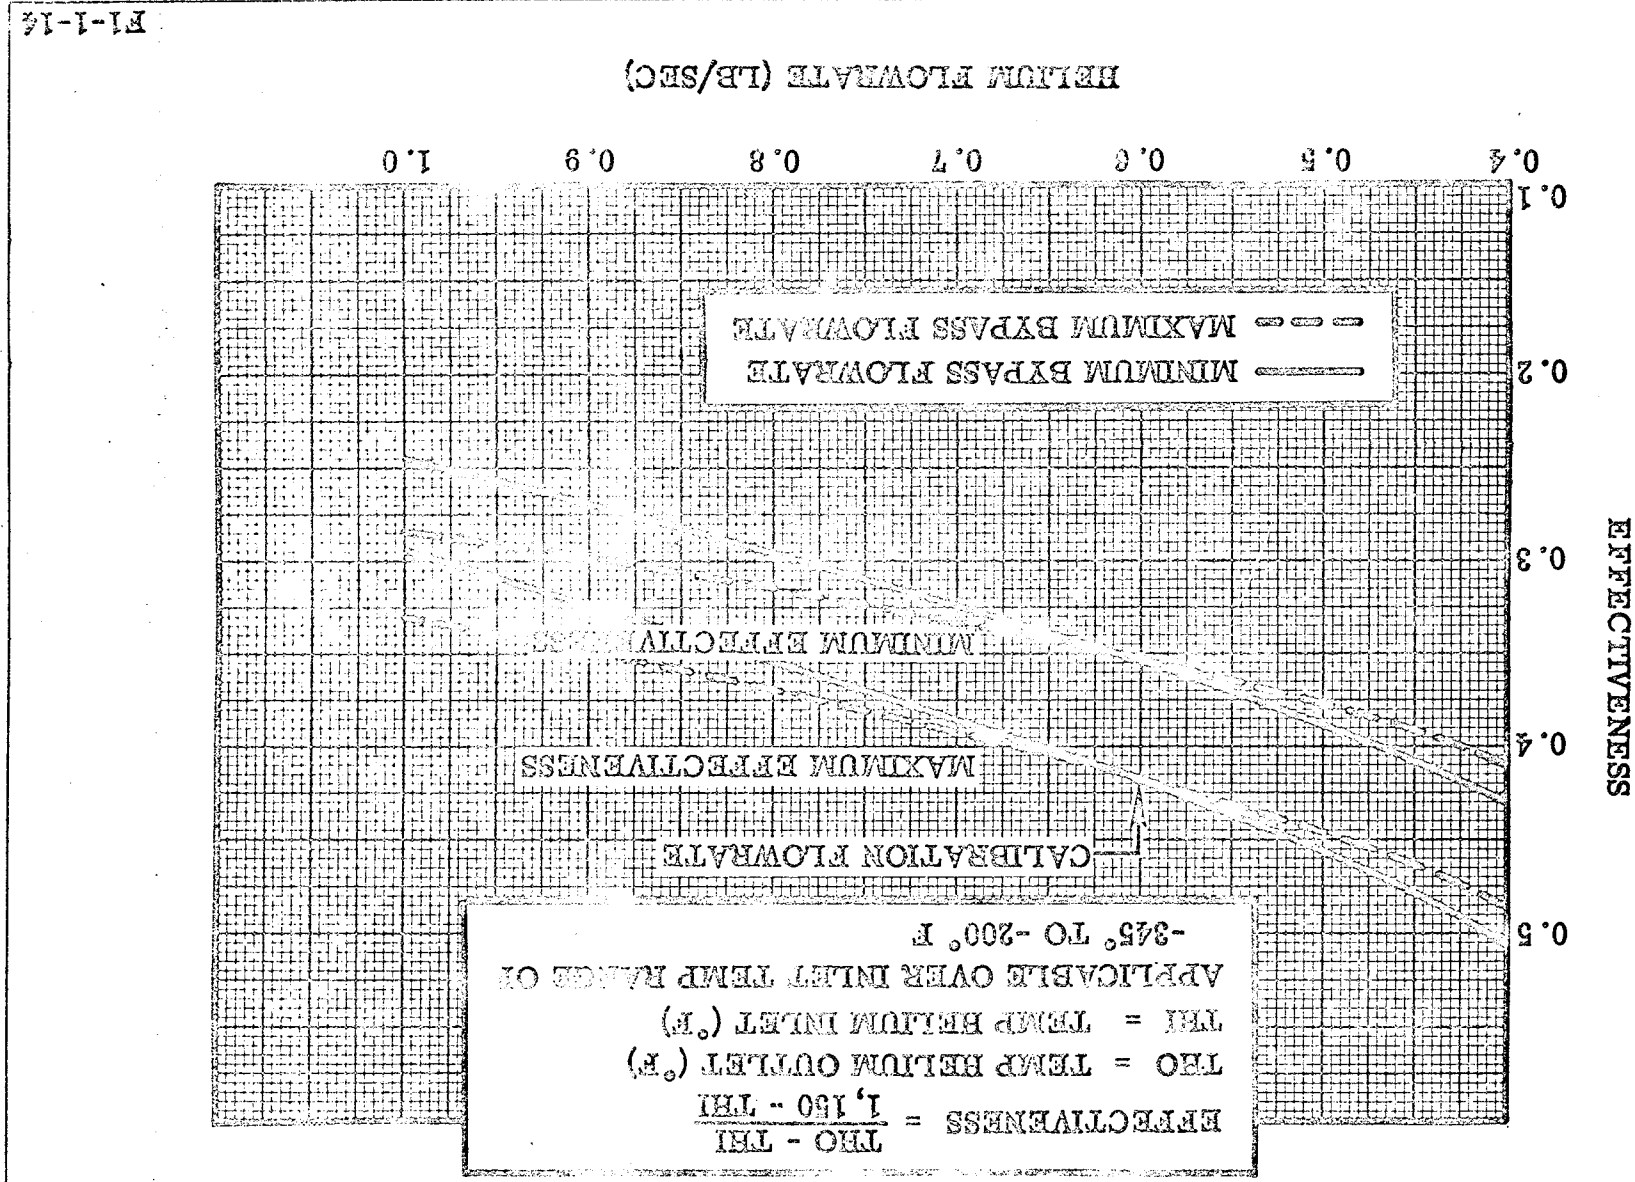 EFFECTIVENESS = THO - THI
1,150 - THI
THO = TEMP HELIUM OUTLET (°F)
THI = TEMP HELIUM INLET (°F)
APPLICABLE OVER INLET TEMP RANGE OF
-345° TO -200° F
CALIBRATION FLOWRATE
MAXIMUM EFFECTIVENESS
MINIMUM EFFECTIVENESS
MINIMUM BYPASS FLOWRATE
MAXIMUM BYPASS FLOWRATE
EFFECTIVENESS
0.5
0.4
0.3
0.2
0.1
0.4 0.5 0.6 0.7 0.8 0.9 1.0
HELIUM FLOWRATE (LB/SEC)
F1-1-14